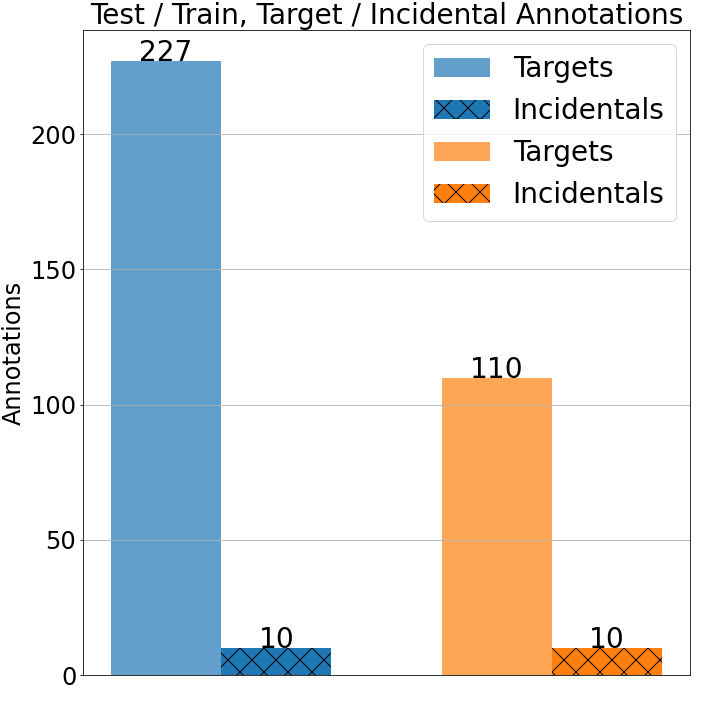 Test / Train, Target / Incidental Annotations
227
Targets
Incidentals
Targets
Incidentals
200
150
Annotations
110
100
50
10
10
0